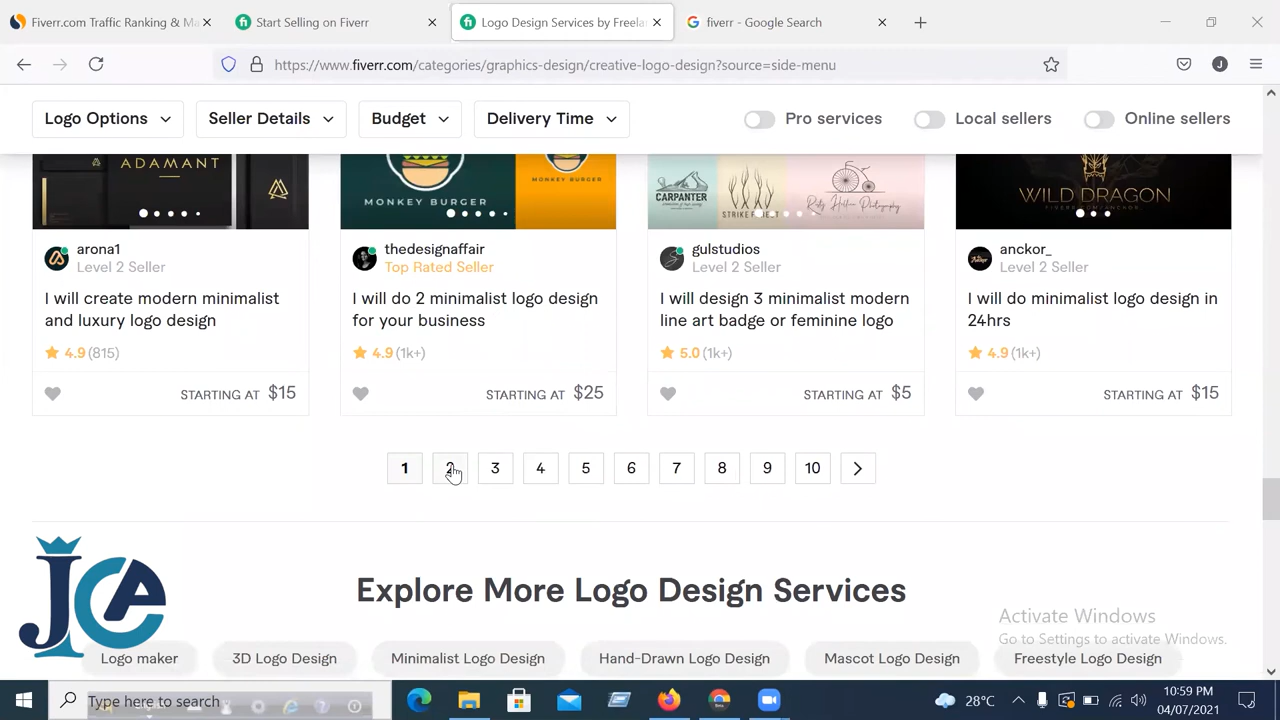 Fiverr.com Traffic Ranking & Ma
Start Selling on Fiverr
Logo Design Services by Freela
fiverr - Google Search
https://www.fiverr.com/categories/graphics-design/creative-logo-design?source=side-menu
J
Logo Options
Seller Details
Budget
Delivery Time
Pro services
Local sellers
Online sellers
ADAMANT
MONKEY BURGER
MONKEY BURGER
CARPANTER
WILD DRAGON
arona1
Level 2 Seller
thedesignaffair
Top Rated Seller
gulstudios
Level 2 Seller
anckor_
Level 2 Seller
I will create modern minimalist
and luxury logo design
I will do 2 minimalist logo design
for your business
I will design 3 minimalist modern
line art badge or feminine logo
I will do minimalist logo design in
24hrs
4.9 (815)
4.9 (1k+)
5.0 (1k+)
4.9 (1k+)
STARTING AT $15
STARTING AT $25
STARTING AT $5
STARTING AT $15
1 2 3 4 5 6 7 8 9 10
JCA
Explore More Logo Design Services
Activate Windows
Go to Settings to activate Windows.
Logo maker
3D Logo Design
Minimalist Logo Design
Hand-Drawn Logo Design
Mascot Logo Design
Freestyle Logo Design
Type here to search
28°C
10:59 PM
04/07/2021